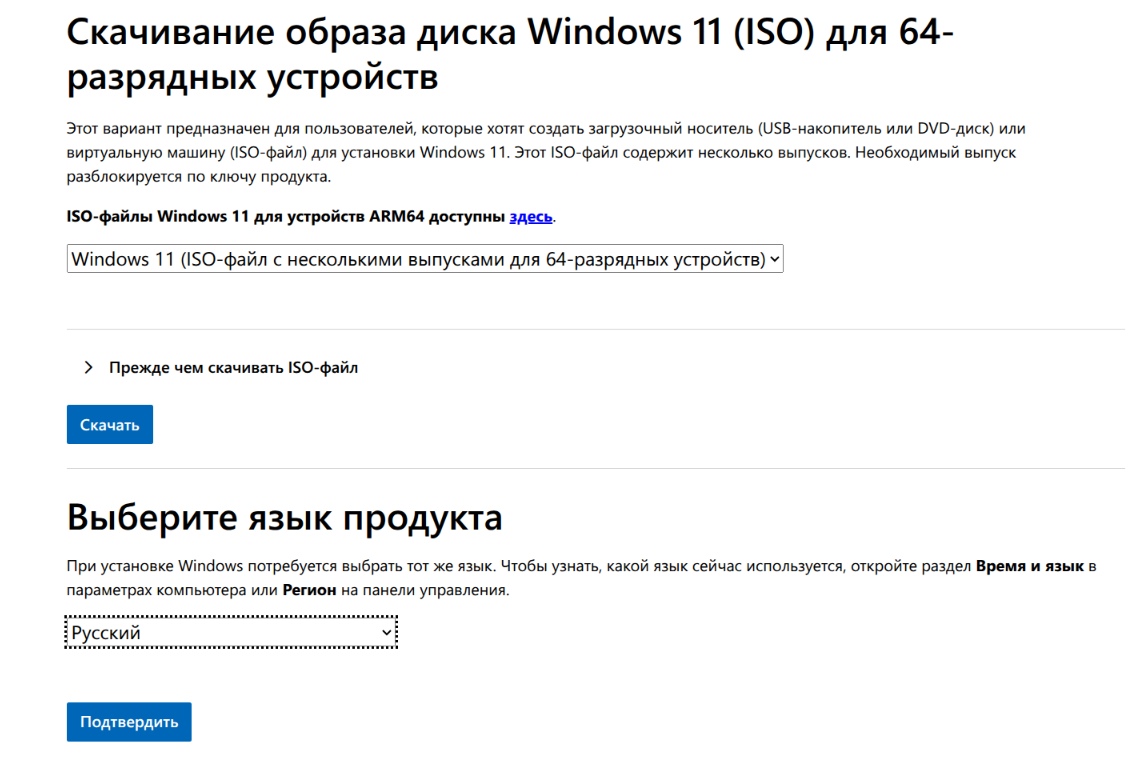 Скачивание образа диска Windows 11 (ISO) для 64-
разрядных устройств
Этот вариант предназначен для пользователей, которые хотят создать загрузочный носитель (USB-накопитель или DVD-диск) или
виртуальную машину (ISO-файл) для установки Windows 11. Этот ISO-файл содержит несколько выпусков. Необходимый выпуск
разблокируется по ключу продукта.
ISO-файлы Windows 11 для устройств ARM64 доступны здесь.
Windows 11 (ISO-файл с несколькими выпусками для 64-разрядных устройств)
Прежде чем скачивать ISO-файл
Скачать
Выберите язык продукта
При установке Windows потребуется выбрать тот же язык. Чтобы узнать, какой язык сейчас используется, откройте раздел Время и язык в
параметрах компьютера или Регион на панели управления.
Русский
Подтвердить